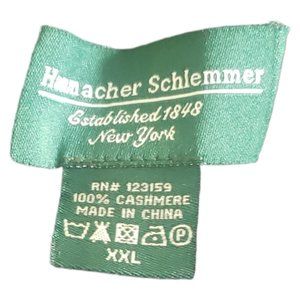 Hammacher Schlemmer
Established 1848
New York
RN# 123159
100% CASHMERE
MADE IN CHINA
P
XXL